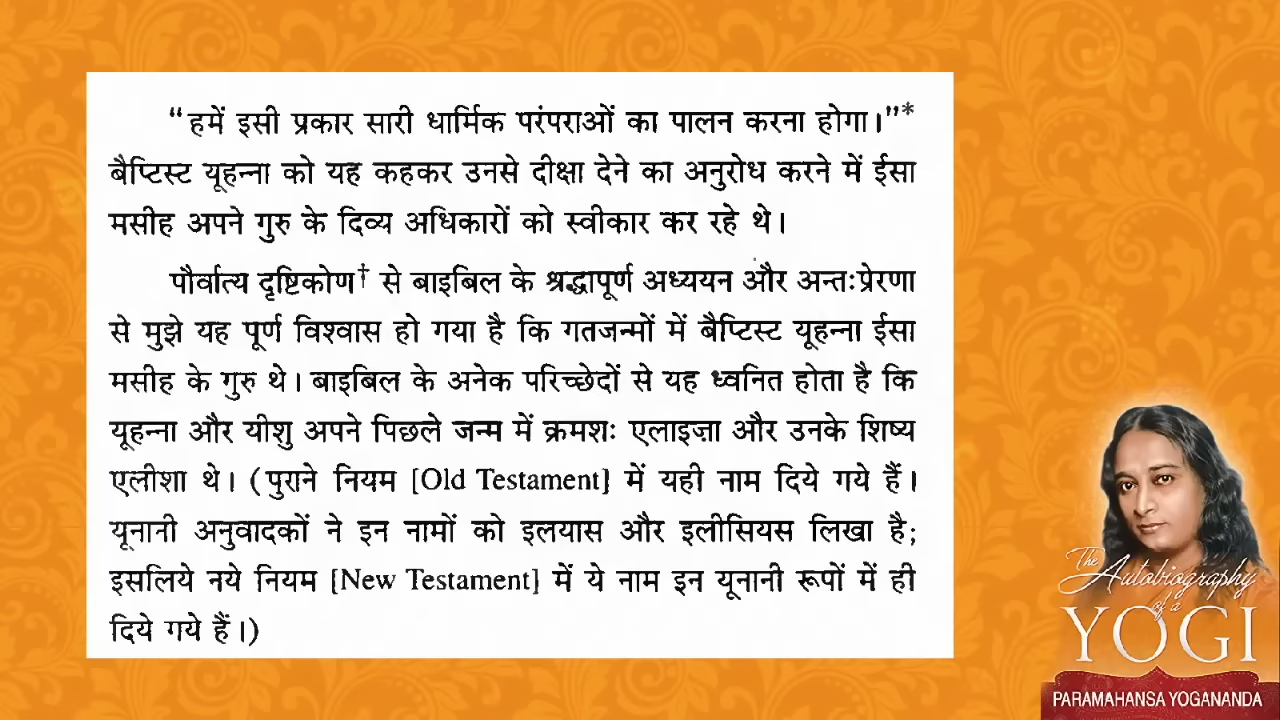 “हमें इसी प्रकार सारी धार्मिक परंपराओं का पालन करना होगा।”*
बैप्टिस्ट यूहन्ना को यह कहकर उनसे दीक्षा देने का अनुरोध करने में ईसा
मसीह अपने गुरु के दिव्य अधिकारों को स्वीकार कर रहे थे।
पौर्वात्य दृष्टिकोण† से बाइबिल के श्रद्धापूर्ण अध्ययन और अन्तःप्रेरणा
से मुझे यह पूर्ण विश्वास हो गया है कि गतजन्मों में बैप्टिस्ट यूहन्ना ईसा
मसीह के गुरु थे। बाइबिल के अनेक परिच्छेदों से यह ध्वनित होता है कि
यूहन्ना और यीशु अपने पिछले जन्म में क्रमशः एलाइज़ा और उनके शिष्य
एलीशा थे। (पुराने नियम [Old Testament] में यही नाम दिये गये हैं।
यूनानी अनुवादकों ने इन नामों को इलयास और इलीसियस लिखा है;
इसलिये नये नियम [New Testament] में ये नाम इन यूनानी रूपों में ही
दिये गये हैं।)
The
Autobiography
of a
YOGI
PARAMAHANSA YOGANANDA